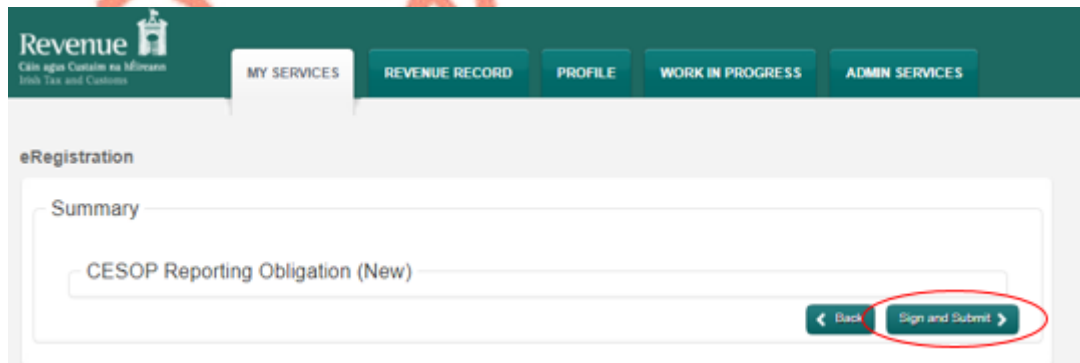 Revenue
Cáin agus Custaim na hÉireann
Irish Tax and Customs
MY SERVICES
REVENUE RECORD
PROFILE
WORK IN PROGRESS
ADMIN SERVICES
eRegistration
Summary
CESOP Reporting Obligation (New)
Back
Sign and Submit